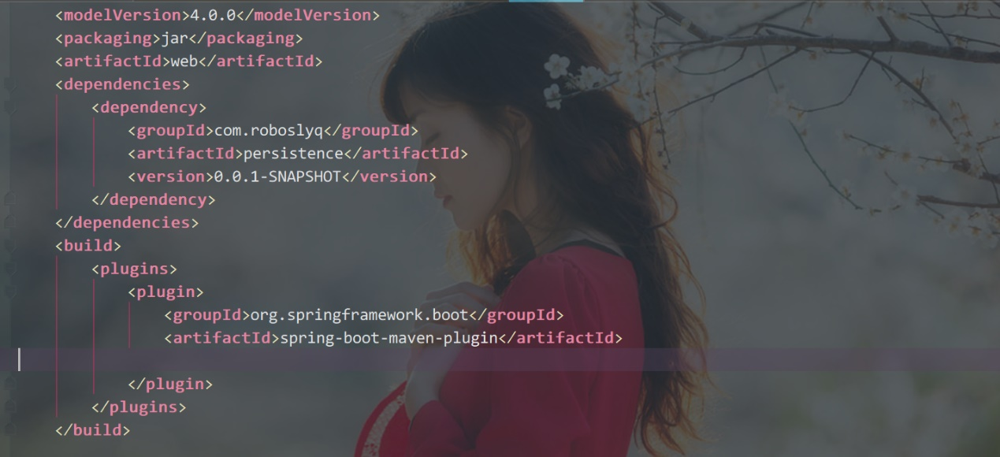 <modelVersion>4.0.0</modelVersion>
<packaging>jar</packaging>
<artifactId>web</artifactId>
<dependencies>
<dependency>
<groupId>com.roboslyq</groupId>
<artifactId>persistence</artifactId>
<version>0.0.1-SNAPSHOT</version>
</dependency>
</dependencies>
<build>
<plugins>
<plugin>
<groupId>org.springframework.boot</groupId>
<artifactId>spring-boot-maven-plugin</artifactId>
</plugin>
</plugins>
</build>